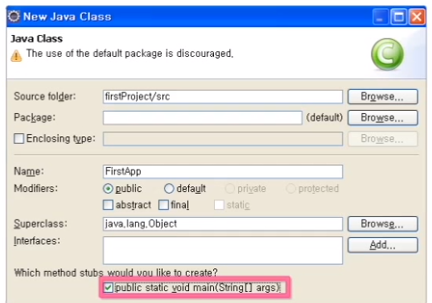 New Java Class
Java Class
The use of the default package is discouraged.
Source folder: firstProject/src Browse...
Package: (default) Browse...
Enclosing type: Browse...
Name: FirstApp
Modifiers: public default private protected
abstract final static
Superclass: java.lang.Object Browse...
Interfaces: Add...
Which method stubs would you like to create?
public static void main(String[] args)